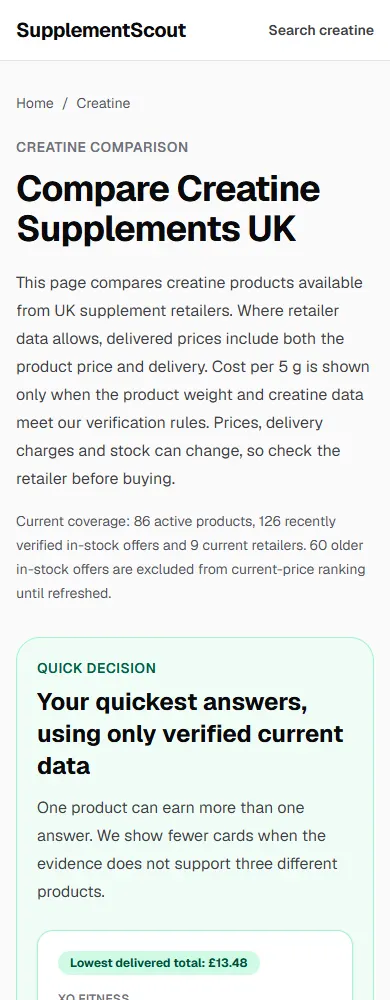 SupplementScout
Search creatine
Home / Creatine
CREATINE COMPARISON
Compare Creatine
Supplements UK
This page compares creatine products available
from UK supplement retailers. Where retailer
data allows, delivered prices include both the
product price and delivery. Cost per 5 g is shown
only when the product weight and creatine data
meet our verification rules. Prices, delivery
charges and stock can change, so check the
retailer before buying.
Current coverage: 86 active products, 126 recently
verified in-stock offers and 9 current retailers. 60 older
in-stock offers are excluded from current-price ranking
until refreshed.
QUICK DECISION
Your quickest answers,
using only verified current
data
One product can earn more than one
answer. We show fewer cards when the
evidence does not support three different
products.
Lowest delivered total: £13.48
XO FITNESS